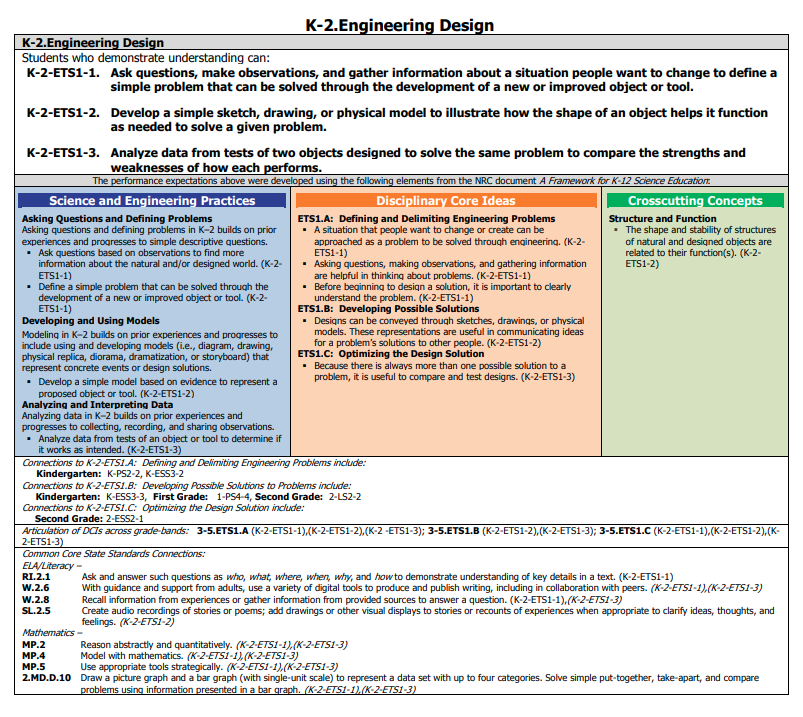 K-2.Engineering Design
K-2.Engineering Design
Students who demonstrate understanding can:
K-2-ETS1-1. Ask questions, make observations, and gather information about a situation people want to change to define a
simple problem that can be solved through the development of a new or improved object or tool.
K-2-ETS1-2. Develop a simple sketch, drawing, or physical model to illustrate how the shape of an object helps it function
as needed to solve a given problem.
K-2-ETS1-3. Analyze data from tests of two objects designed to solve the same problem to compare the strengths and
weaknesses of how each performs.
The performance expectations above were developed using the following elements from the NRC document A Framework for K-12 Science Education:
Science and Engineering Practices
Asking Questions and Defining Problems
Asking questions and defining problems in K–2 builds on prior
experiences and progresses to simple descriptive questions.
▪ Ask questions based on observations to find more
information about the natural and/or designed world. (K-2-
ETS1-1)
▪ Define a simple problem that can be solved through the
development of a new or improved object or tool. (K-2-
ETS1-1)
Developing and Using Models
Modeling in K–2 builds on prior experiences and progresses to
include using and developing models (i.e., diagram, drawing,
physical replica, diorama, dramatization, or storyboard) that
represent concrete events or design solutions.
▪ Develop a simple model based on evidence to represent a
proposed object or tool. (K-2-ETS1-2)
Analyzing and Interpreting Data
Analyzing data in K–2 builds on prior experiences and
progresses to collecting, recording, and sharing observations.
▪ Analyze data from tests of an object or tool to determine if
it works as intended. (K-2-ETS1-3)
Disciplinary Core Ideas
ETS1.A: Defining and Delimiting Engineering Problems
▪ A situation that people want to change or create can be
approached as a problem to be solved through engineering. (K-2-
ETS1-1)
▪ Asking questions, making observations, and gathering information
are helpful in thinking about problems. (K-2-ETS1-1)
▪ Before beginning to design a solution, it is important to clearly
understand the problem. (K-2-ETS1-1)
ETS1.B: Developing Possible Solutions
▪ Designs can be conveyed through sketches, drawings, or physical
models. These representations are useful in communicating ideas
for a problem's solutions to other people. (K-2-ETS1-2)
ETS1.C: Optimizing the Design Solution
▪ Because there is always more than one possible solution to a
problem, it is useful to compare and test designs. (K-2-ETS1-3)
Crosscutting Concepts
Structure and Function
▪ The shape and stability of structures
of natural and designed objects are
related to their function(s). (K-2-
ETS1-2)
Connections to K-2-ETS1.A: Defining and Delimiting Engineering Problems include:
Kindergarten: K-PS2-2, K-ESS3-2
Connections to K-2-ETS1.B: Developing Possible Solutions to Problems include:
Kindergarten: K-ESS3-3, First Grade: 1-PS4-4, Second Grade: 2-LS2-2
Connections to K-2-ETS1.C: Optimizing the Design Solution include:
Second Grade: 2-ESS2-1
Articulation of DCIs across grade-bands: 3-5.ETS1.A (K-2-ETS1-1),(K-2-ETS1-2),(K-2 -ETS1-3); 3-5.ETS1.B (K-2-ETS1-2),(K-2-ETS1-3); 3-5.ETS1.C (K-2-ETS1-1),(K-2-ETS1-2),(K-
2-ETS1-3)
Common Core State Standards Connections:
ELA/Literacy –
RI.2.1 Ask and answer such questions as who, what, where, when, why, and how to demonstrate understanding of key details in a text. (K-2-ETS1-1)
W.2.6 With guidance and support from adults, use a variety of digital tools to produce and publish writing, including in collaboration with peers. (K-2-ETS1-1),(K-2-ETS1-3)
W.2.8 Recall information from experiences or gather information from provided sources to answer a question. (K-2-ETS1-1),(K-2-ETS1-3)
SL.2.5 Create audio recordings of stories or poems; add drawings or other visual displays to stories or recounts of experiences when appropriate to clarify ideas, thoughts, and
feelings. (K-2-ETS1-2)
Mathematics –
MP.2 Reason abstractly and quantitatively. (K-2-ETS1-1),(K-2-ETS1-3)
MP.4 Model with mathematics. (K-2-ETS1-1),(K-2-ETS1-3)
MP.5 Use appropriate tools strategically. (K-2-ETS1-1),(K-2-ETS1-3)
2.MD.D.10 Draw a picture graph and a bar graph (with single-unit scale) to represent a data set with up to four categories. Solve simple put-together, take-apart, and compare
problems using information presented in a bar graph. (K-2-ETS1-1),(K-2-ETS1-3)